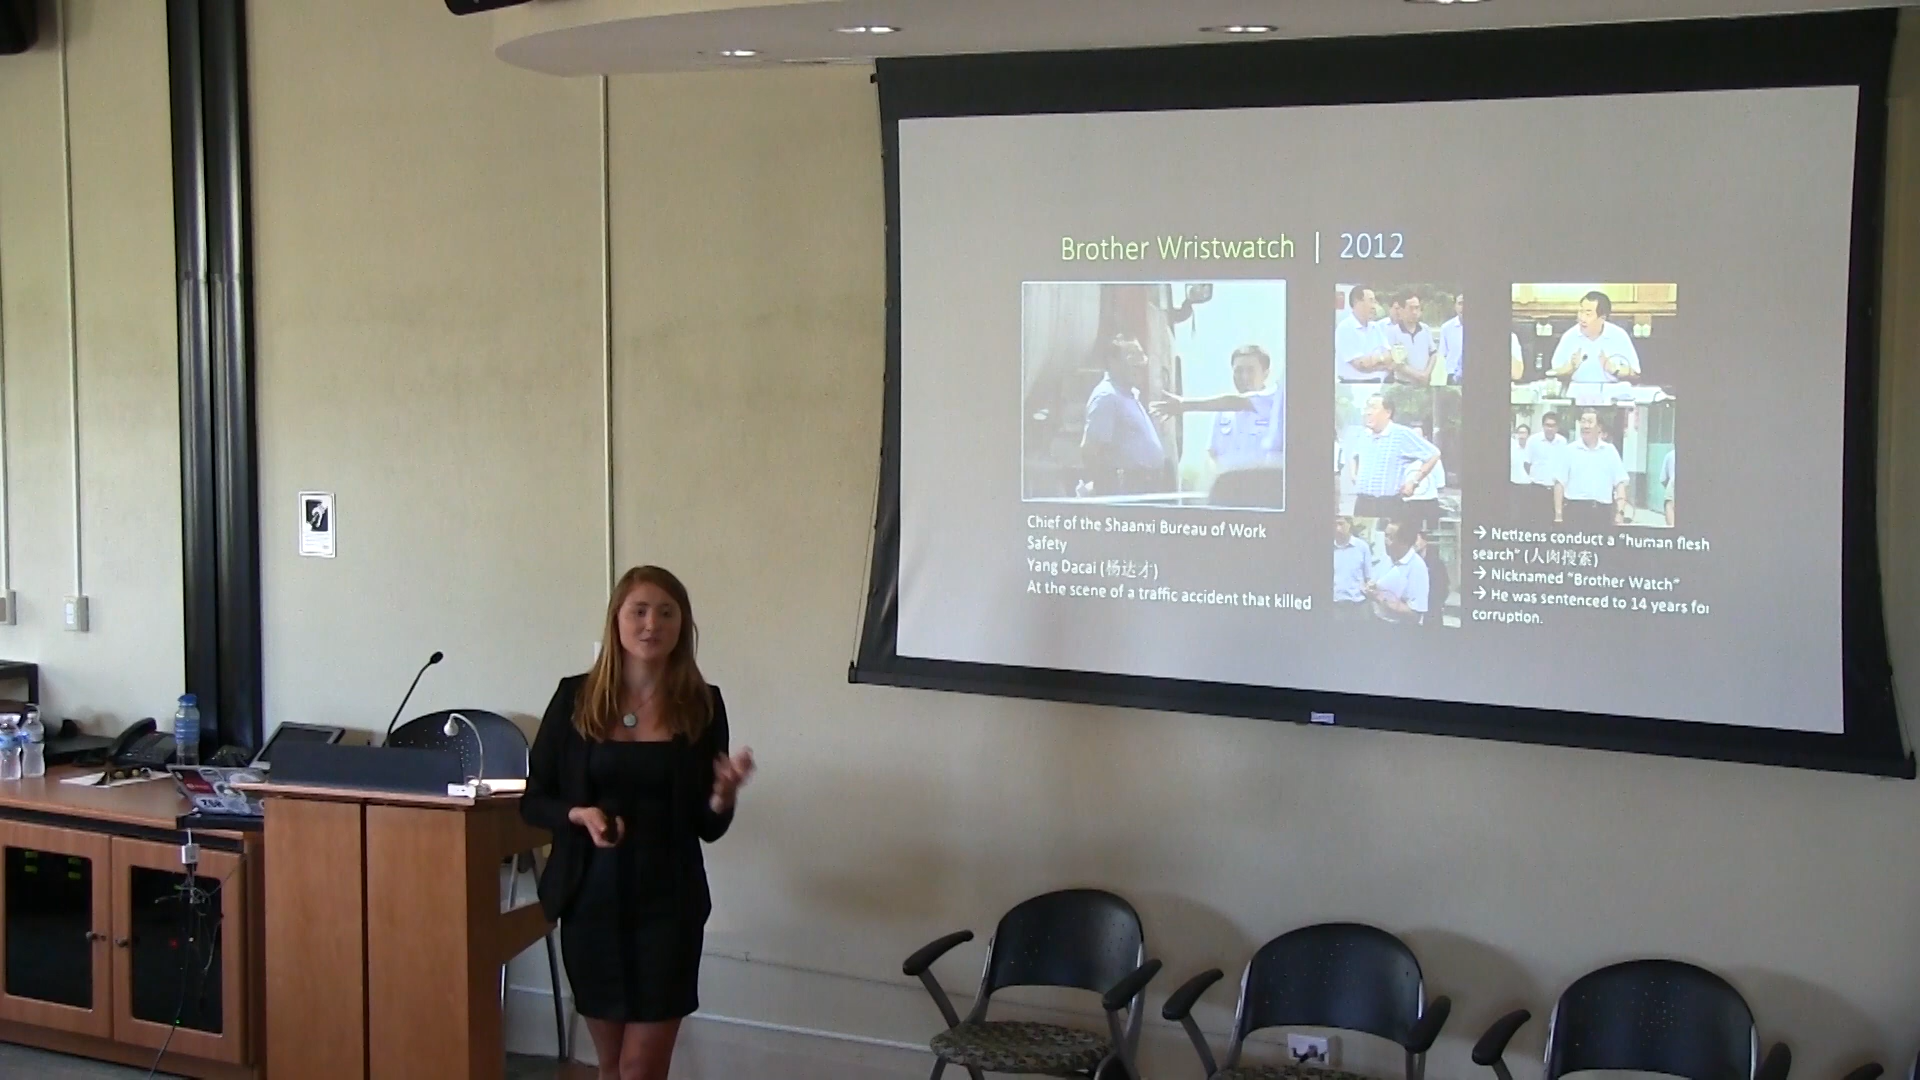 Brother Wristwatch | 2012
Chief of the Shaanxi Bureau of Work
Safety
Yang Dacai (杨达才)
At the scene of a traffic accident that killed
→ Netizens conduct a "human flesh
search" (人肉搜索)
→ Nicknamed "Brother Watch"
→ He was sentenced to 14 years for
corruption.